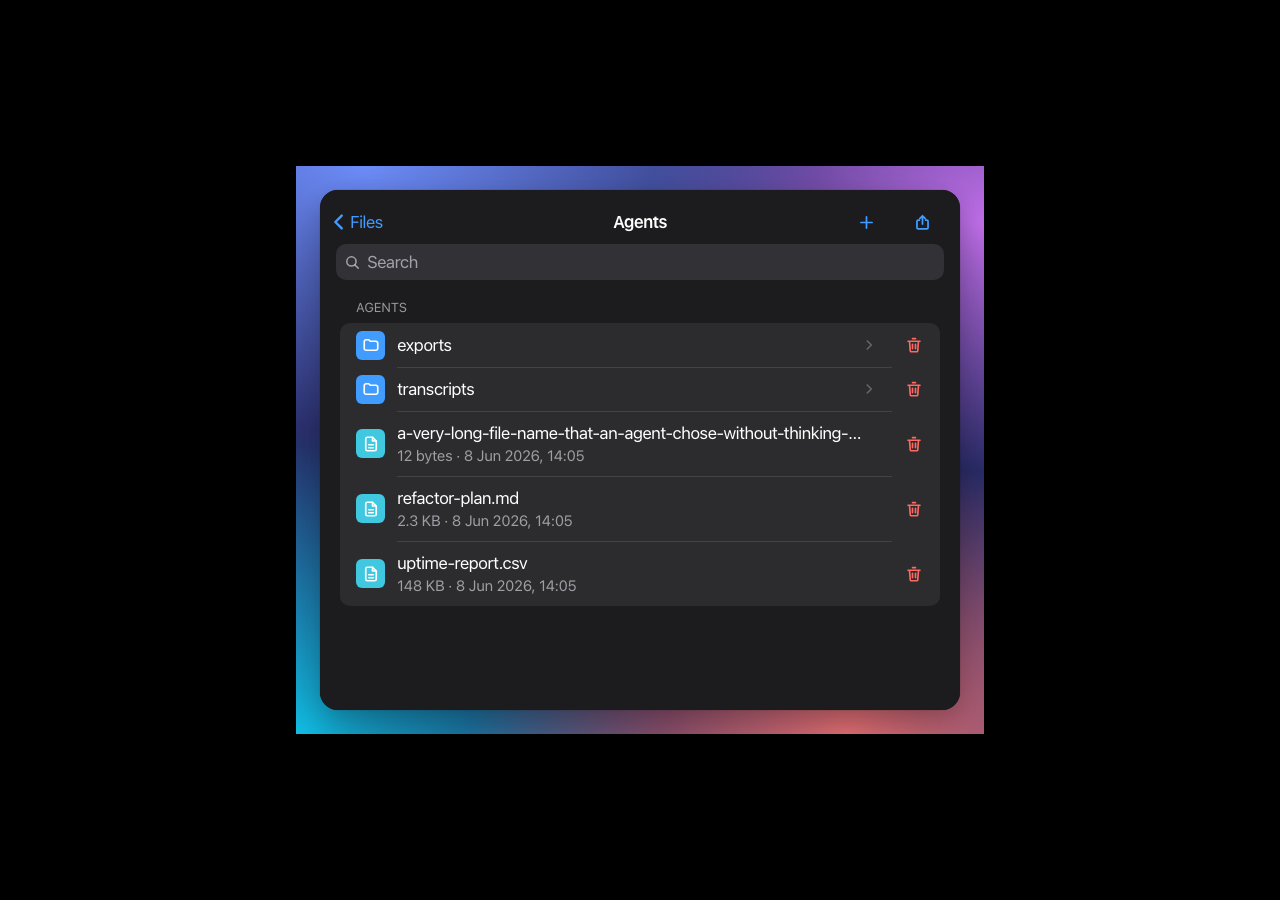 Files
Agents
Search
AGENTS
exports
transcripts
a-very-long-file-name-that-an-agent-chose-without-thinking-...
12 bytes · 8 Jun 2026, 14:05
refactor-plan.md
2.3 KB · 8 Jun 2026, 14:05
uptime-report.csv
148 KB · 8 Jun 2026, 14:05